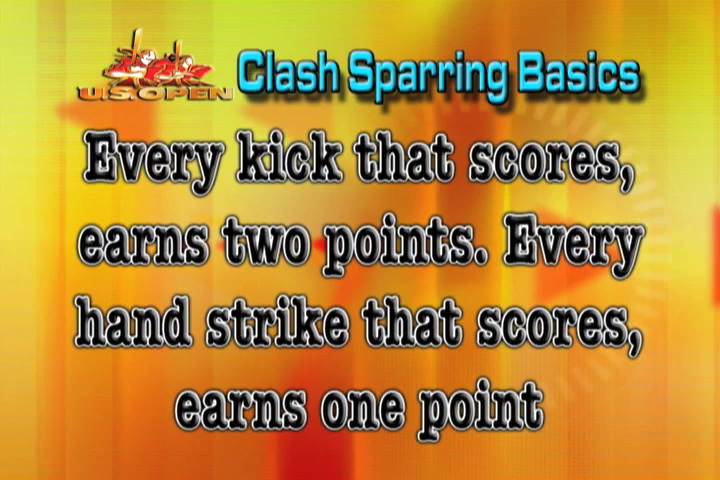 U.S. OPEN Clash Sparring Basics
Every kick that scores,
earns two points. Every
hand strike that scores,
earns one point